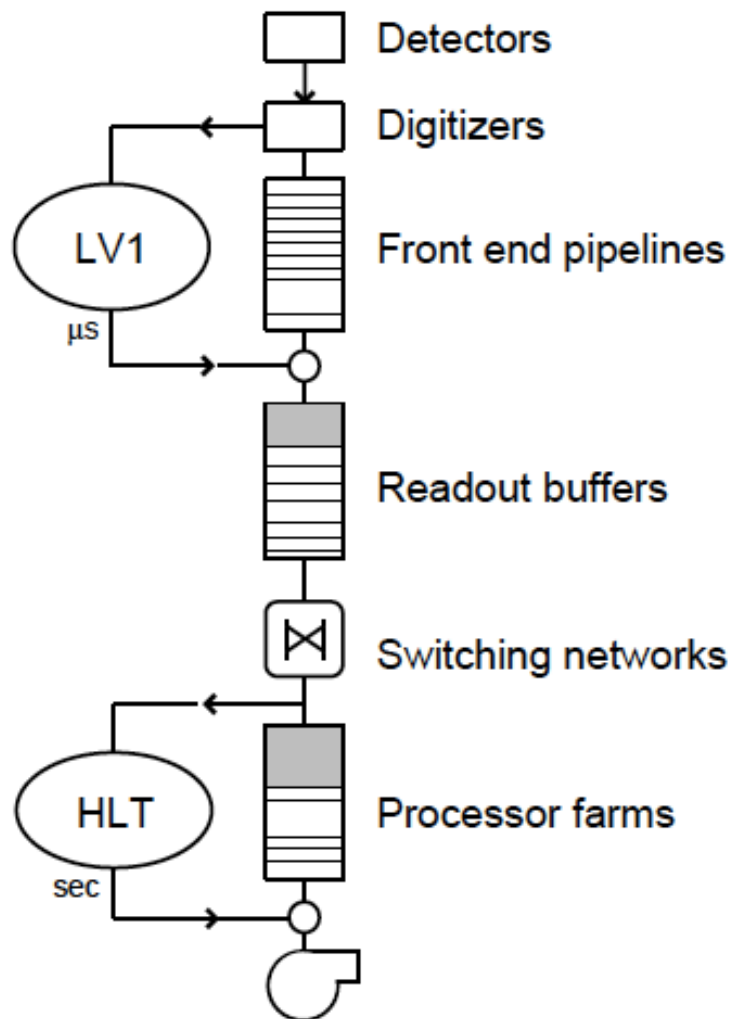 Detectors
Digitizers
LV1
Front end pipelines
μs
Readout buffers
Switching networks
HLT
Processor farms
sec